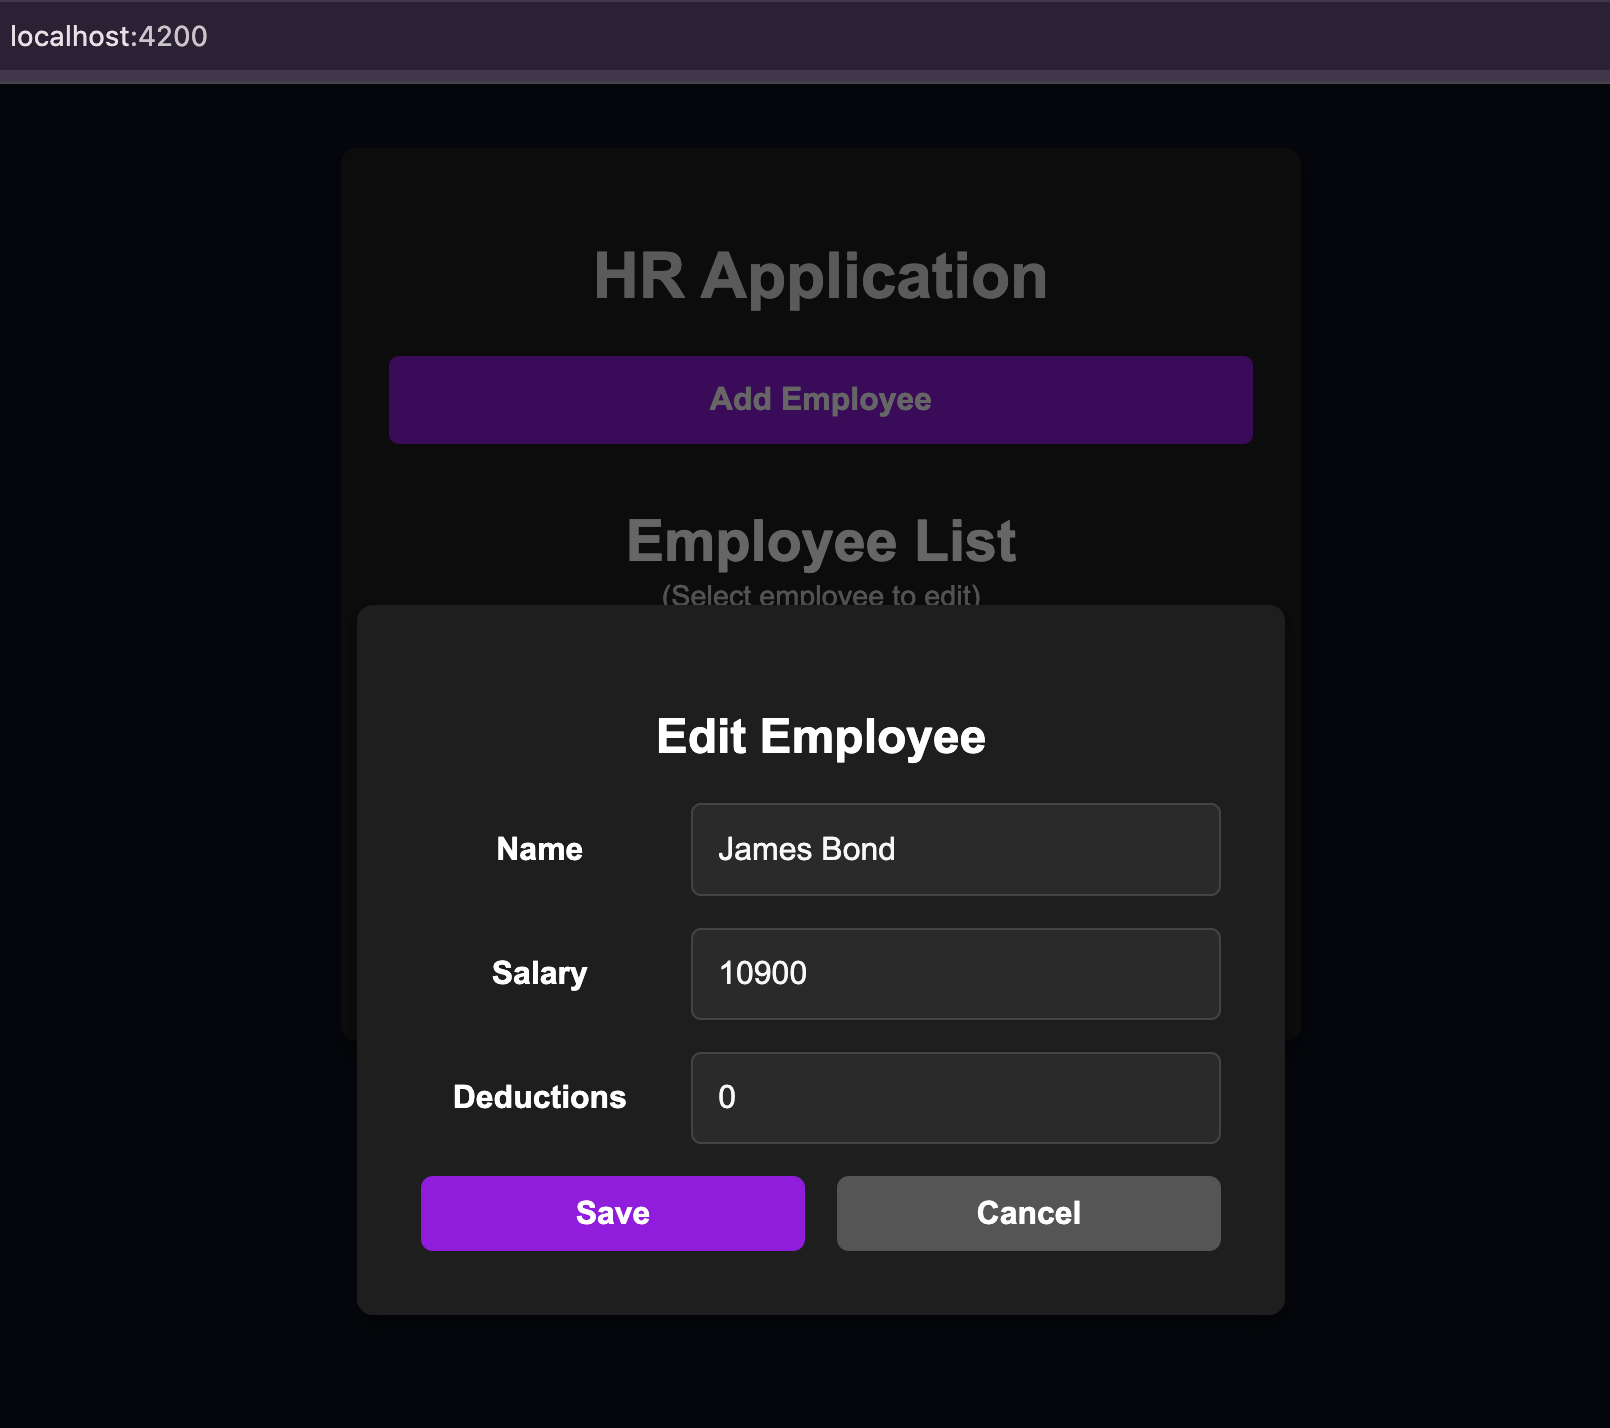 localhost:4200
HR Application
Add Employee
Employee List
(Select employee to edit)
Edit Employee
Name
James Bond
Salary
10900
Deductions
0
Save
Cancel